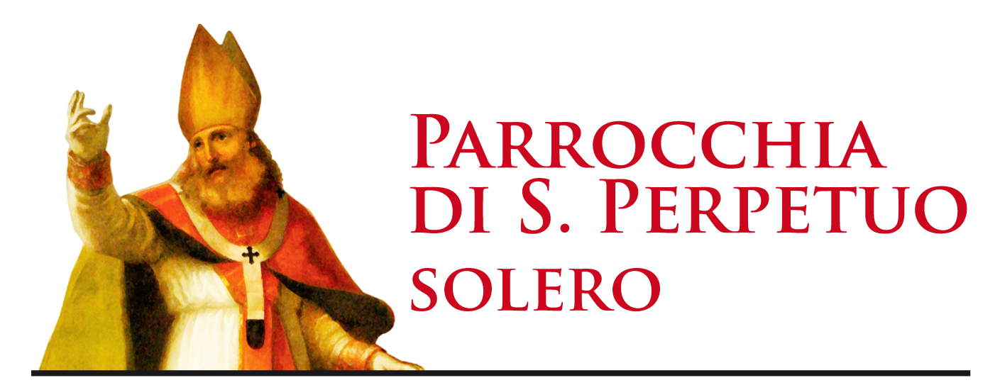 Parrocchia
di S. Perpetuo
solero